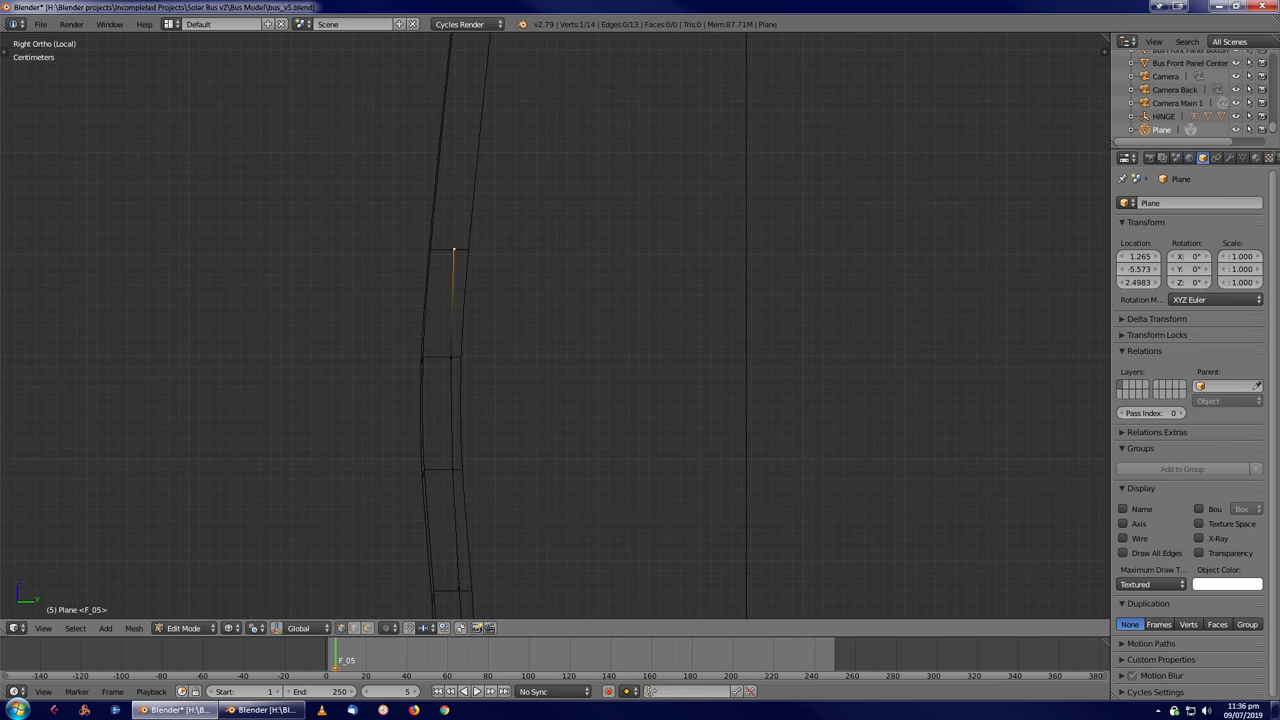 Blender* [H:\Blender projects\Incompleted Projects\Solar Bus v2\Bus Model\bus_v5.blend]
File Render Window Help Default Scene Cycles Render v2.79 | Verts:1/14 | Edges:0/13 | Faces:0/0 | Tris:0 | Mem:87.71M | Plane
View Search All Scenes
Right Ortho (Local)
Centimeters
Bus Front Panel Bottom
Bus Front Panel Center
Camera
Camera Back
Camera Main 1
HINGE
Plane
Plane
Plane
Transform
Location: Rotation: Scale:
1.265 X: 0° : 1.000
-5.573 Y: 0° : 1.000
2.4983 Z: 0° : 1.000
Rotation M... XYZ Euler
Delta Transform
Transform Locks
Relations
Layers: Parent:
Object
Pass Index: 0
Relations Extras
Groups
Add to Group
Display
Name Bou Box
Axis Texture Space
Wire X-Ray
Draw All Edges Transparency
Maximum Draw T... Object Color:
Textured
Duplication
None Frames Verts Faces Group
Motion Paths
Custom Properties
Motion Blur
Cycles Settings
z
y
(5) Plane <F_05>
View Select Add Mesh Edit Mode Global
F_05
-140 -120 -100 -80 -60 -40 -20 0 20 40 60 80 100 120 140 160 180 200 220 240 260 280 300 320 340 360 380
View Marker Frame Playback Start: 1 End: 250 5 No Sync
Blender* [H:\B... Blender [H:\B...
11:36 pm
09/07/2019